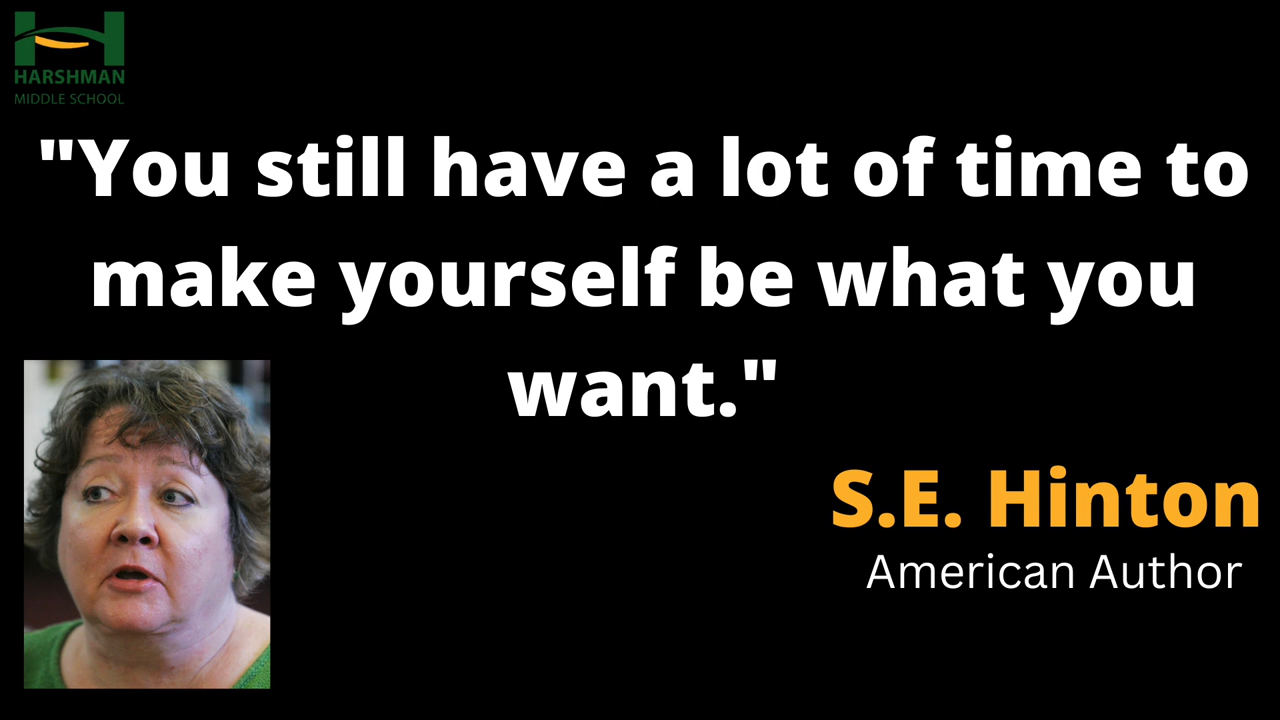 HARSHMAN
MIDDLE SCHOOL
"You still have a lot of time to
make yourself be what you
want."
S.E. Hinton
American Author